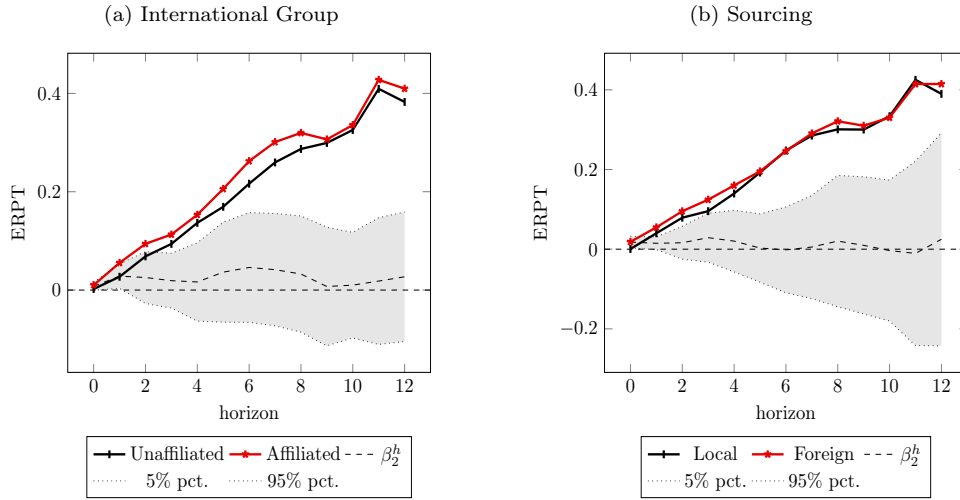 (a) International Group
0.4
0.2
0
ERPT
0 2 4 6 8 10 12
horizon
Unaffiliated Affiliated β₂ʰ
5% pct. 95% pct.
(b) Sourcing
0.4
0.2
0
−0.2
ERPT
0 2 4 6 8 10 12
horizon
Local Foreign β₂ʰ
5% pct. 95% pct.